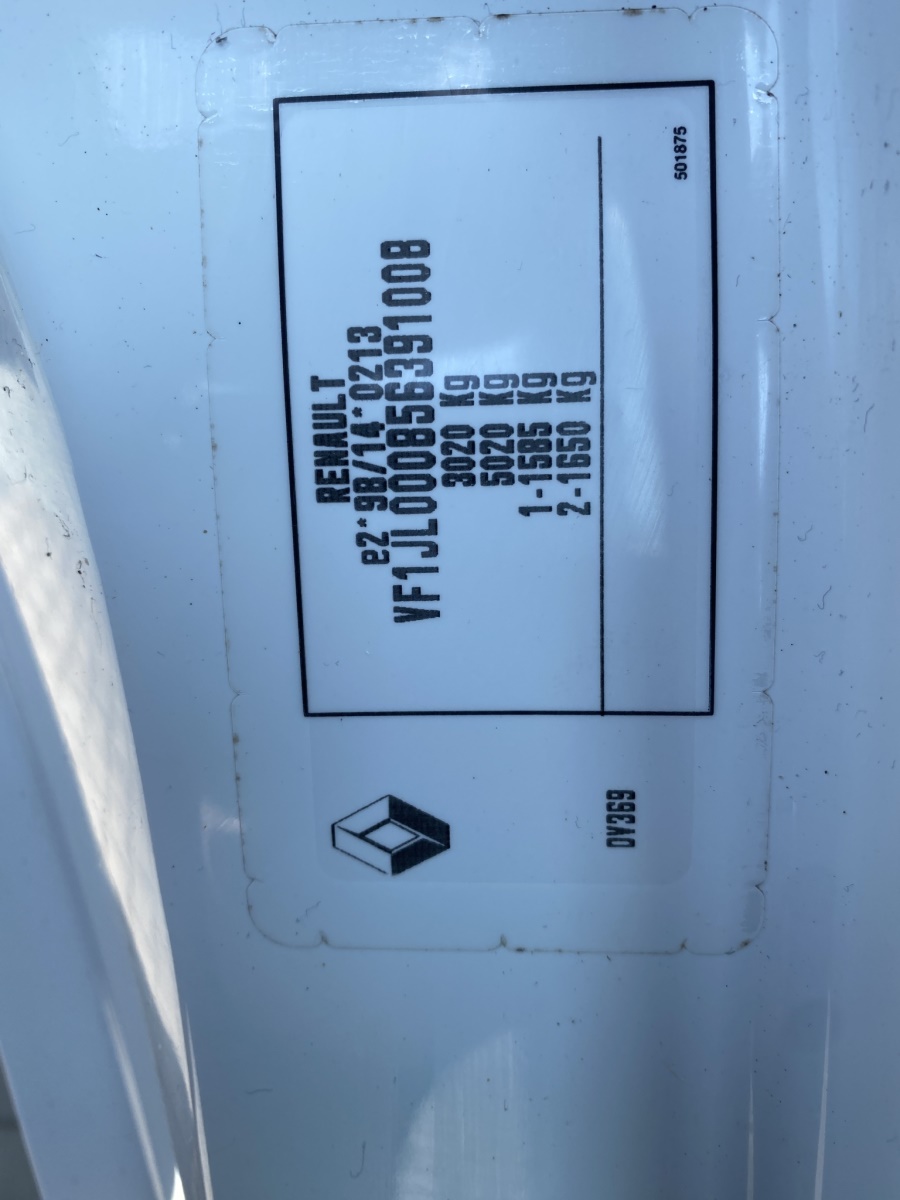 RENAULT
e2*98/14*0213
VF1JL000856391008
3020 Kg
5020 Kg
1-1585 Kg
2-1650 Kg
501875
0Y369